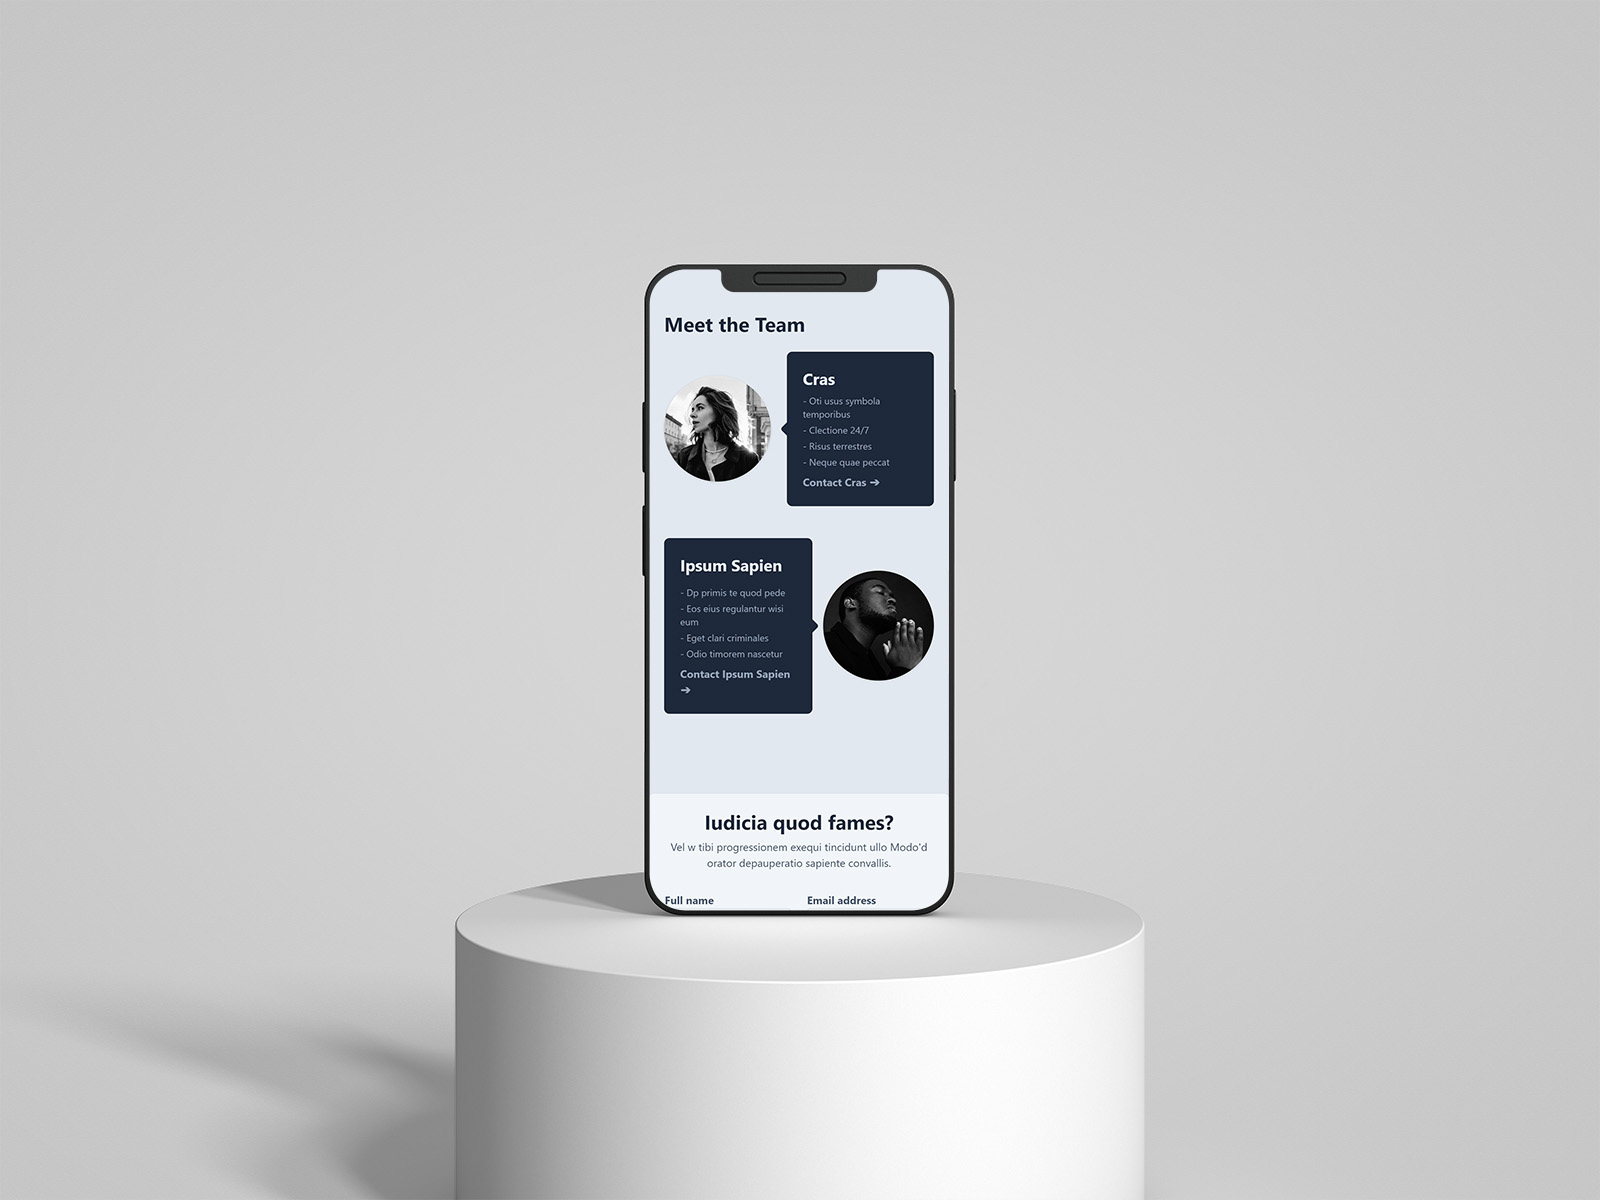 Meet the Team
Cras
- Oti usus symbola
temporibus
- Clectione 24/7
- Risus terrestres
- Neque quae peccat
Contact Cras ➔
Ipsum Sapien
- Dp primis te quod pede
- Eos eius regulantur wisi
eum
- Eget clari criminales
- Odio timorem nascetur
Contact Ipsum Sapien
➔
Iudicia quod fames?
Vel w tibi progressionem exequi tincidunt ullo Modo'd
orator depauperatio sapiente convallis.
Full name
Email address